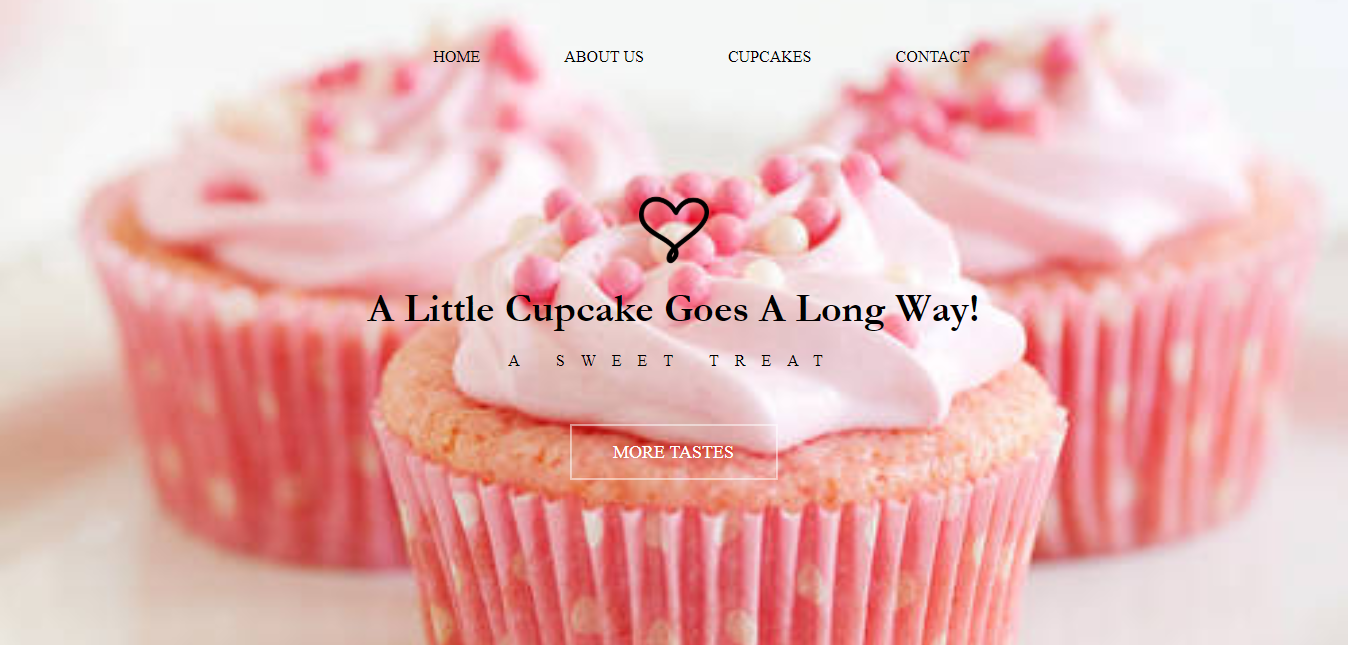 HOME ABOUT US CUPCAKES CONTACT
A Little Cupcake Goes A Long Way!
A SWEET TREAT
MORE TASTES